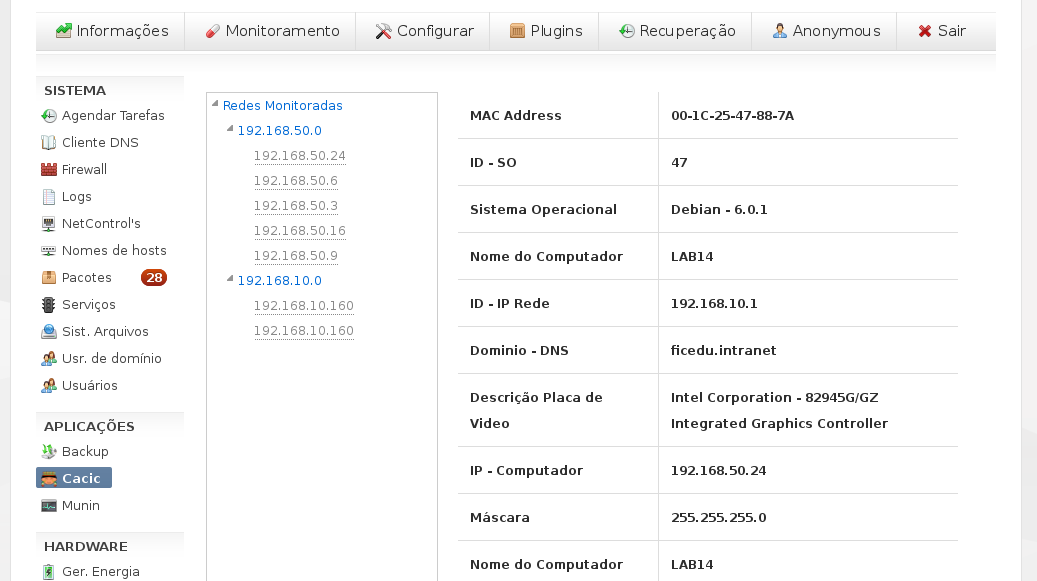 Informações Monitoramento Configurar Plugins Recuperação Anonymous Sair
SISTEMA
Agendar Tarefas
Cliente DNS
Firewall
Logs
NetControl's
Nomes de hosts
Pacotes 28
Serviços
Sist. Arquivos
Usr. de domínio
Usuários
APLICAÇÕES
Backup
Cacic
Munin
HARDWARE
Ger. Energia
Redes Monitoradas
192.168.50.0
192.168.50.24
192.168.50.6
192.168.50.3
192.168.50.16
192.168.50.9
192.168.10.0
192.168.10.160
192.168.10.160
MAC Address 00-1C-25-47-88-7A
ID - SO 47
Sistema Operacional Debian - 6.0.1
Nome do Computador LAB14
ID - IP Rede 192.168.10.1
Dominio - DNS ficedu.intranet
Descrição Placa de Intel Corporation - 82945G/GZ
Video Integrated Graphics Controller
IP - Computador 192.168.50.24
Máscara 255.255.255.0
Nome do Computador LAB14